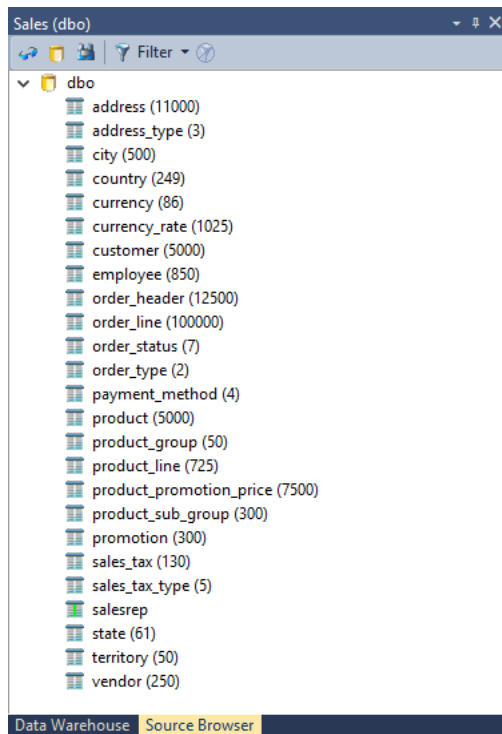 Sales (dbo)
Filter
dbo
address (11000)
address_type (3)
city (500)
country (249)
currency (86)
currency_rate (1025)
customer (5000)
employee (850)
order_header (12500)
order_line (100000)
order_status (7)
order_type (2)
payment_method (4)
product (5000)
product_group (50)
product_line (725)
product_promotion_price (7500)
product_sub_group (300)
promotion (300)
sales_tax (130)
sales_tax_type (5)
salesrep
state (61)
territory (50)
vendor (250)
Data Warehouse Source Browser